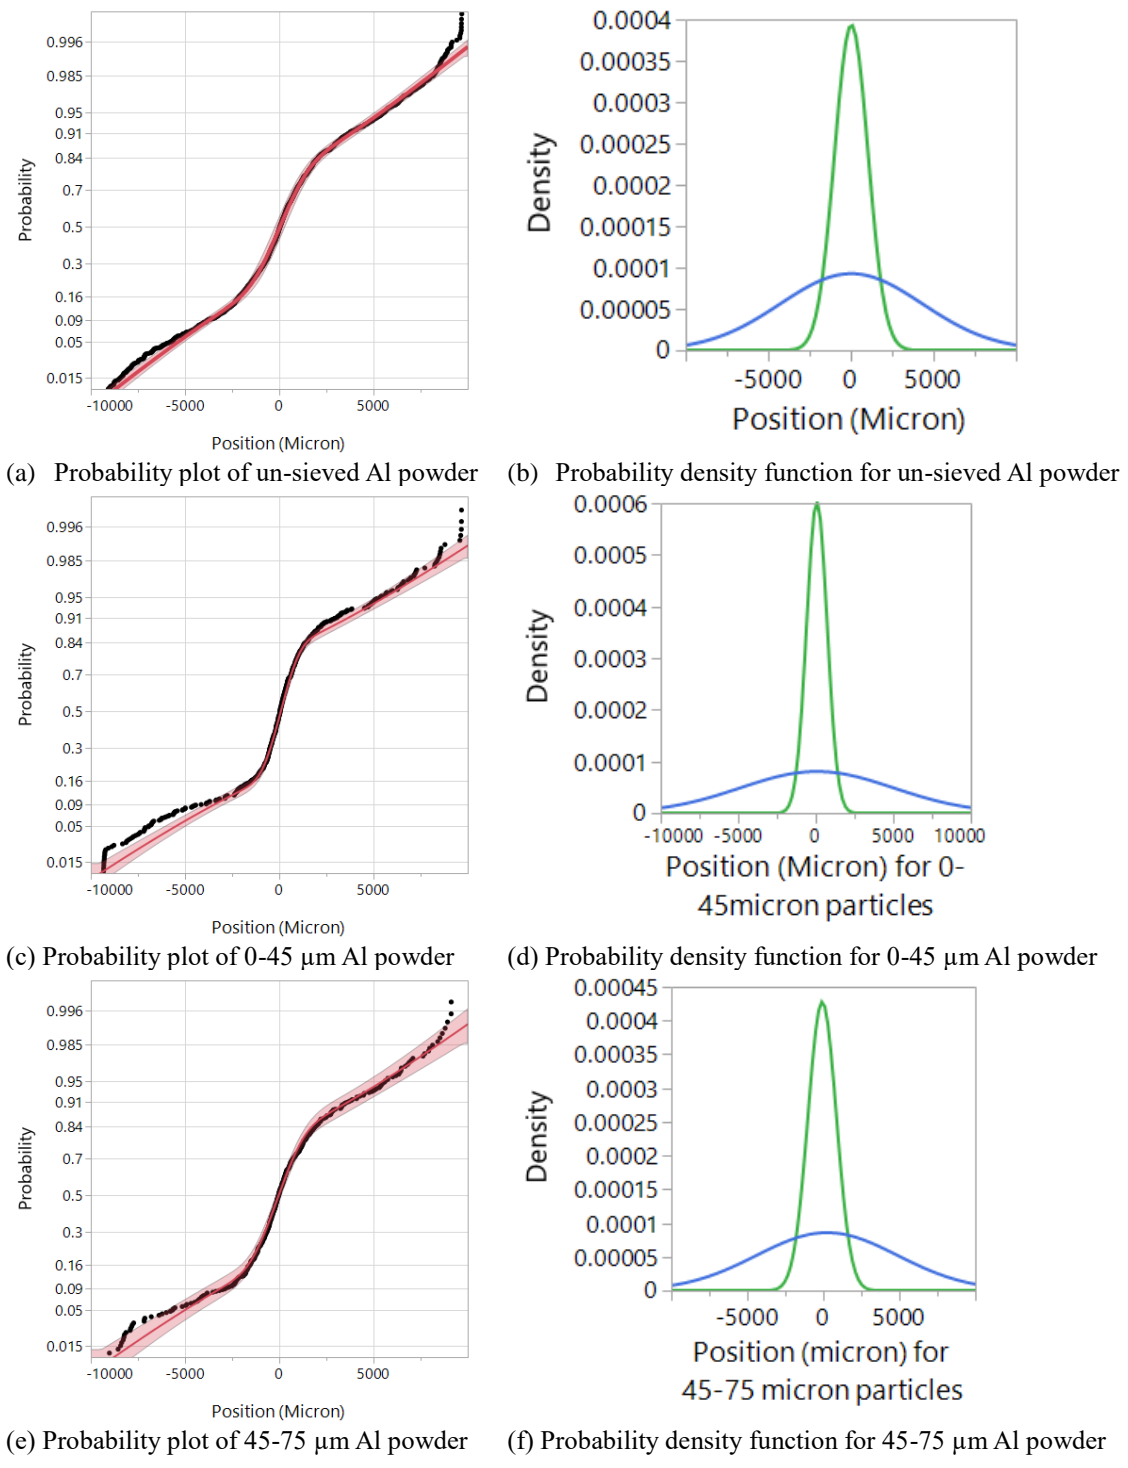 0.996
0.985
0.95
0.91
0.84
0.7
0.5
0.3
0.16
0.09
0.05
0.015
Probability
-10000 -5000 0 5000
Position (Micron)
0.0004
0.00035
0.0003
0.00025
0.0002
0.00015
0.0001
0.00005
0
Density
-5000 0 5000
Position (Micron)
(a) Probability plot of un-sieved Al powder
(b) Probability density function for un-sieved Al powder
0.996
0.985
0.95
0.91
0.84
0.7
0.5
0.3
0.16
0.09
0.05
0.015
Probability
-10000 -5000 0 5000
Position (Micron)
0.0006
0.0005
0.0004
0.0003
0.0002
0.0001
0
Density
-10000 -5000 0 5000 10000
Position (Micron) for 0-
45micron particles
(c) Probability plot of 0-45 µm Al powder
(d) Probability density function for 0-45 µm Al powder
0.996
0.985
0.95
0.91
0.84
0.7
0.5
0.3
0.16
0.09
0.05
0.015
Probability
-10000 -5000 0 5000
Position (Micron)
0.00045
0.0004
0.00035
0.0003
0.00025
0.0002
0.00015
0.0001
0.00005
0
Density
-5000 0 5000
Position (micron) for
45-75 micron particles
(e) Probability plot of 45-75 µm Al powder
(f) Probability density function for 45-75 µm Al powder